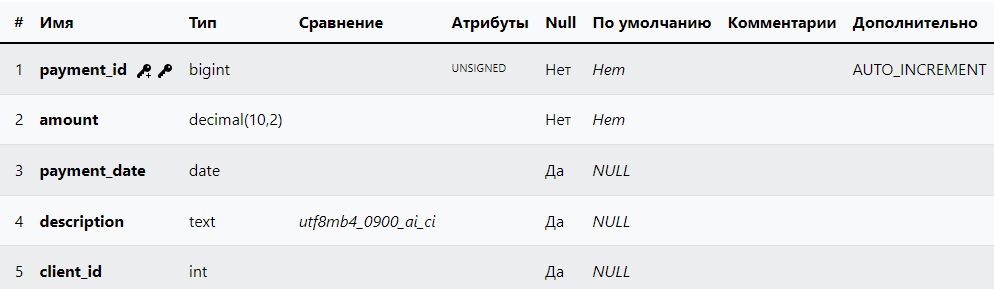 # Имя Тип Сравнение Атрибуты Null По умолчанию Комментарии Дополнительно
1 payment_id bigint UNSIGNED Нет Нет AUTO_INCREMENT
2 amount decimal(10,2) Нет Нет
3 payment_date date Да NULL
4 description text utf8mb4_0900_ai_ci Да NULL
5 client_id int Да NULL